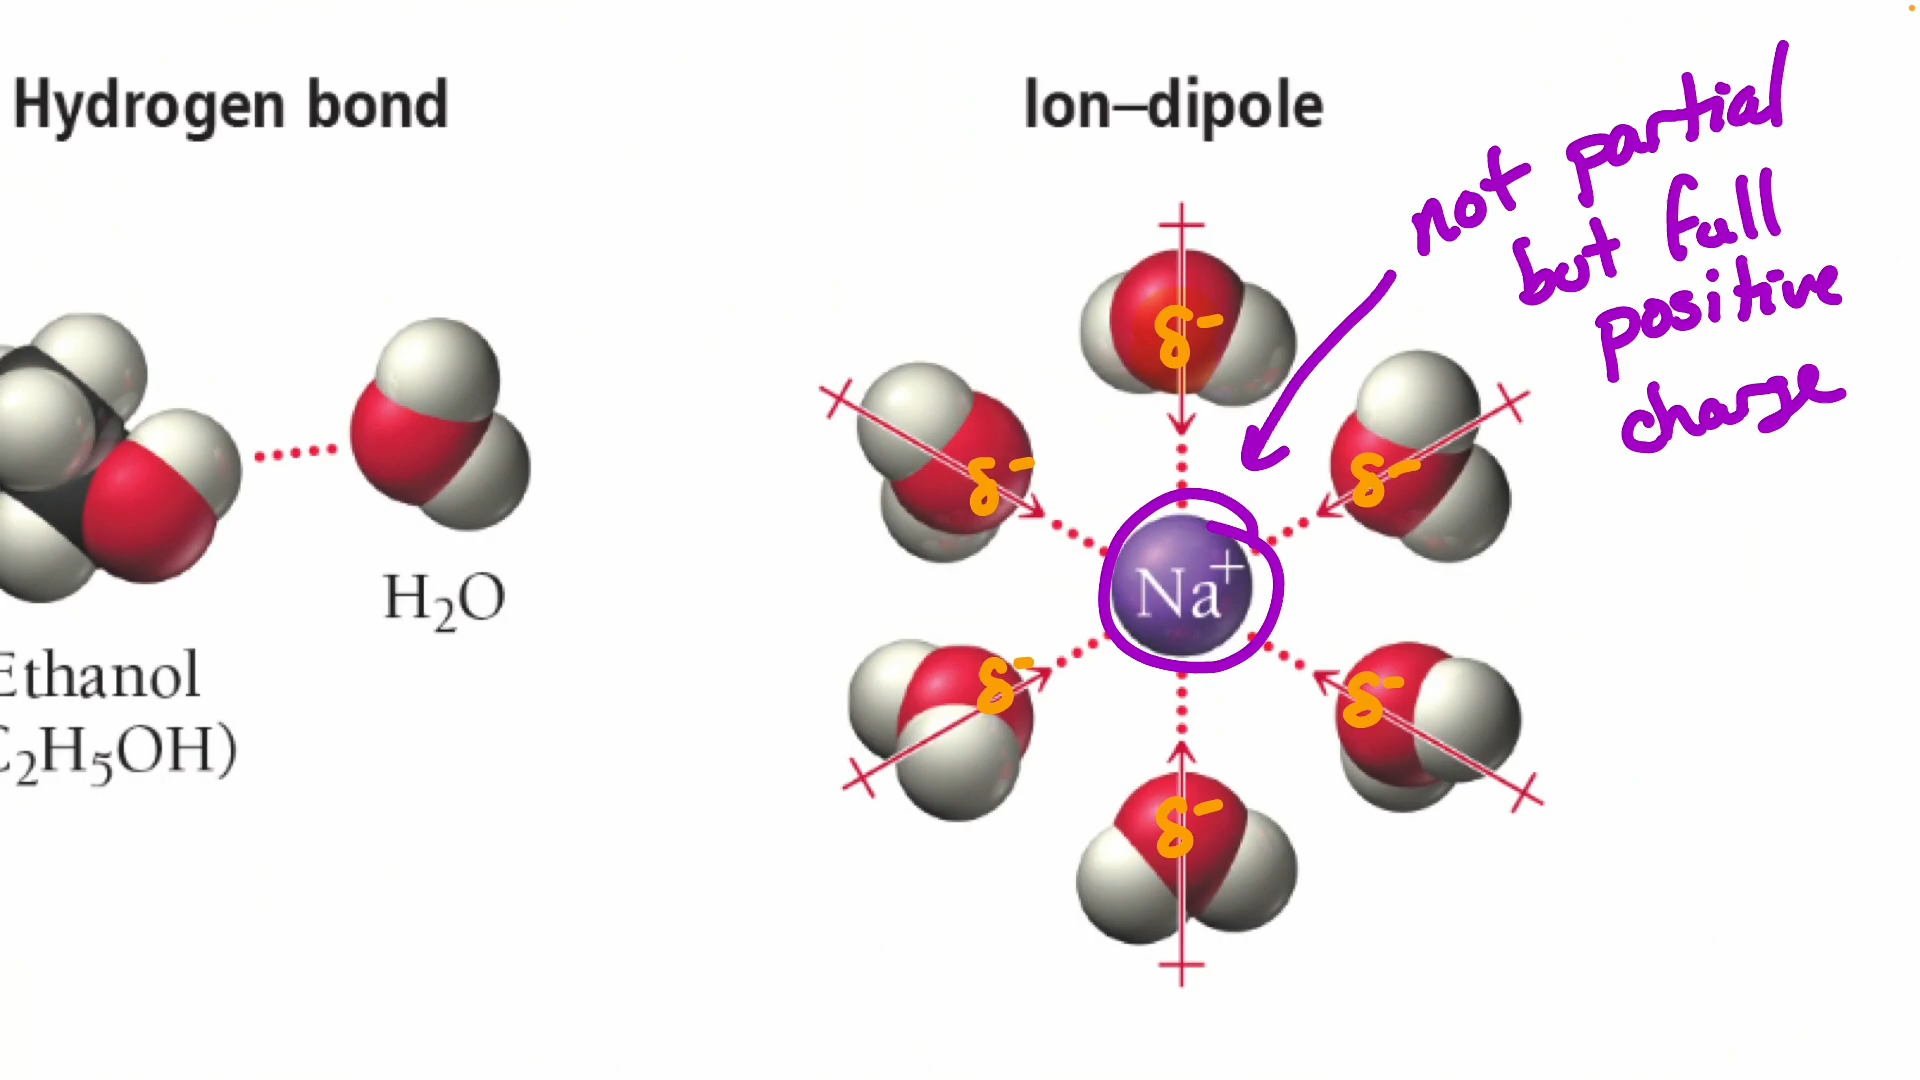 Hydrogen bond
H₂O
Ethanol
C₂H₅OH)
Ion–dipole
not partial
but full
positive
charge
δ-
δ-
δ-
Na⁺
δ-
δ-
δ-